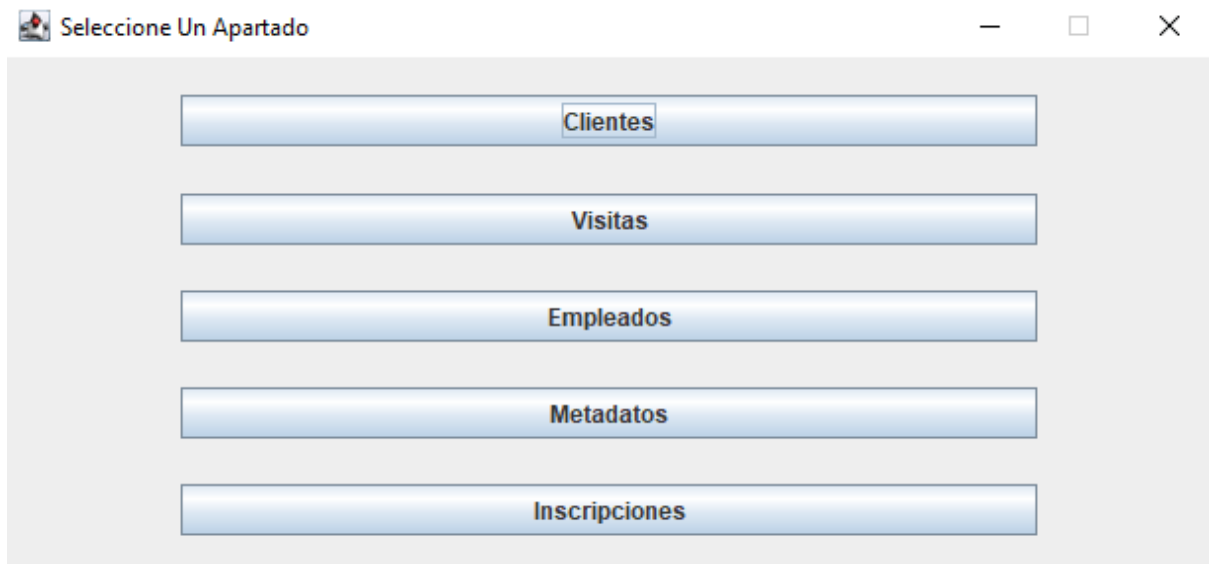 Seleccione Un Apartado
Clientes
Visitas
Empleados
Metadatos
Inscripciones